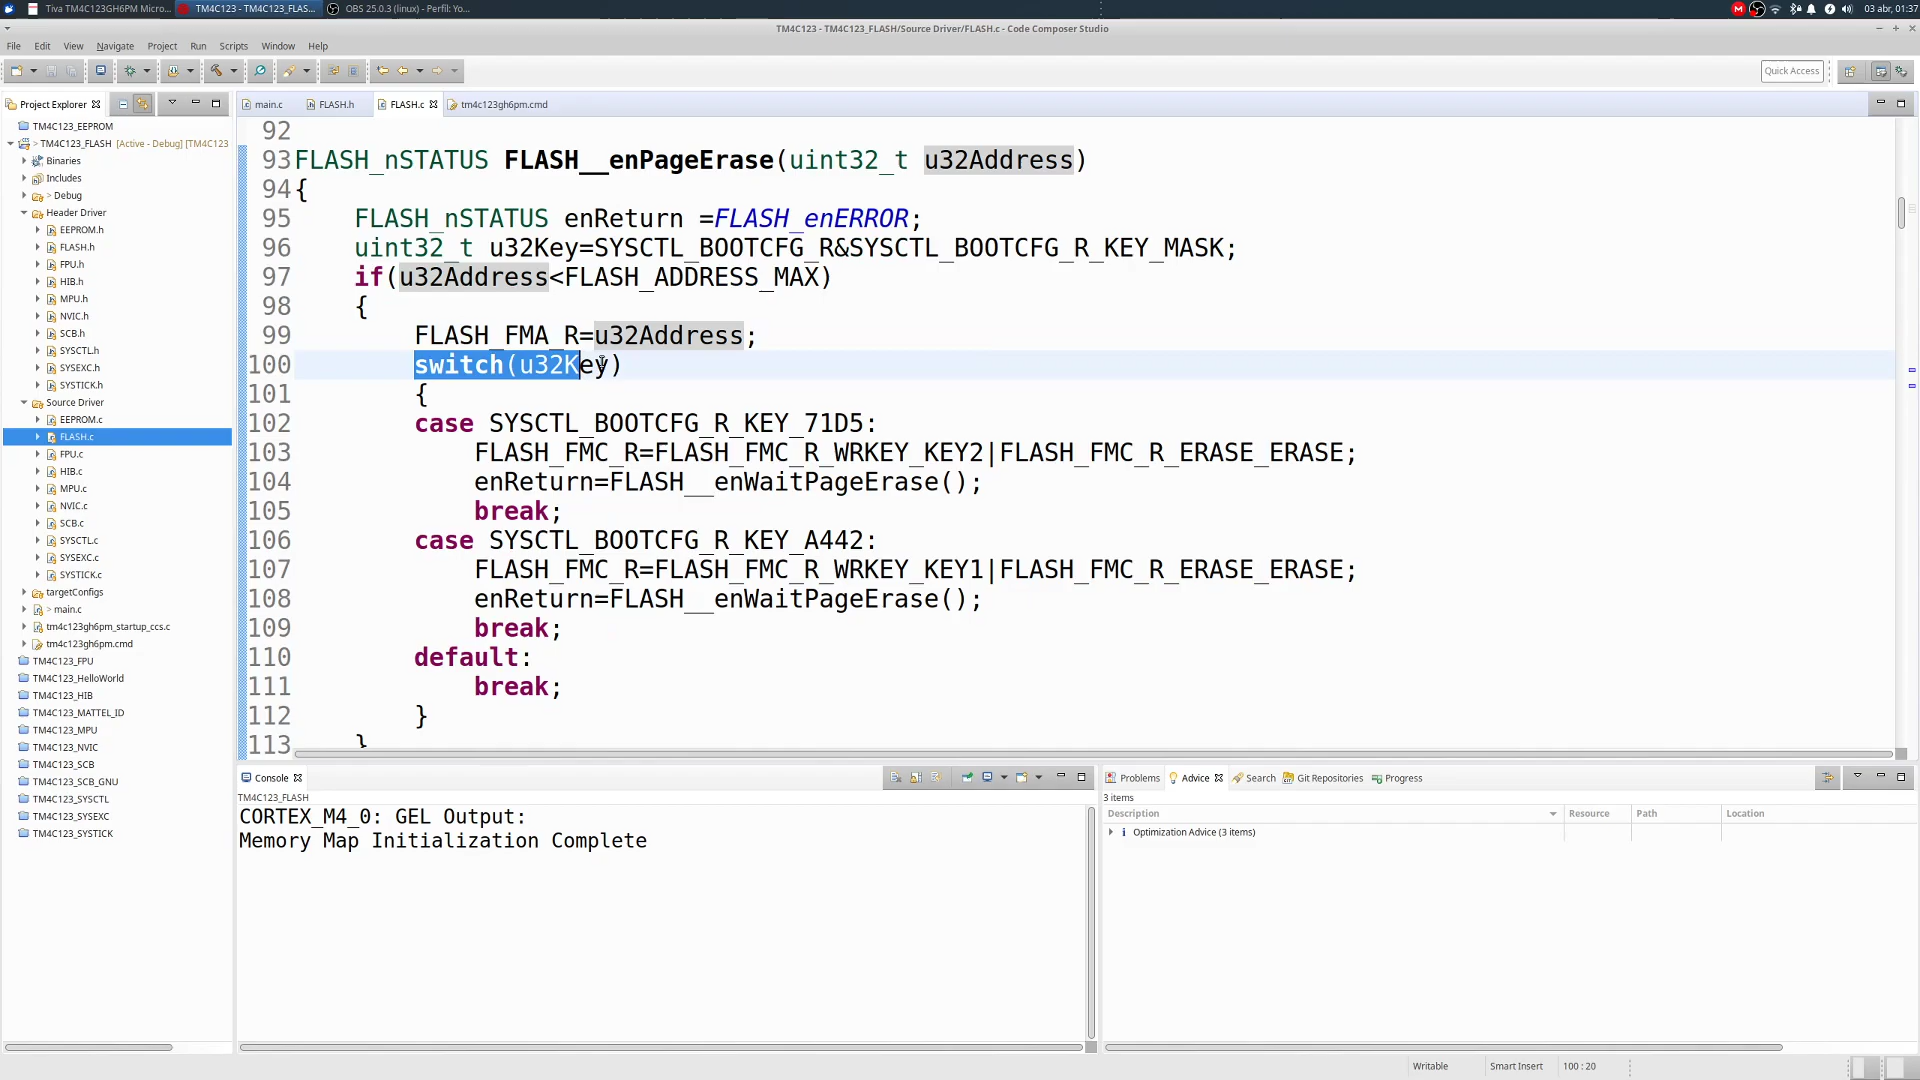 Tiva TM4C123GH6PM Micro...
TM4C123 - TM4C123_FLAS...
OBS 25.0.3 (linux) - Perfil: Yo...
03 abr, 01:37
TM4C123 - TM4C123_FLASH/Source Driver/FLASH.c - Code Composer Studio
File Edit View Navigate Project Run Scripts Window Help
Quick Access
Project Explorer
main.c FLASH.h FLASH.c tm4c123gh6pm.cmd
TM4C123_EEPROM
> TM4C123_FLASH [Active - Debug] [TM4C123
Binaries
Includes
> Debug
Header Driver
EEPROM.h
FLASH.h
FPU.h
HIB.h
MPU.h
NVIC.h
SCB.h
SYSCTL.h
SYSEXC.h
SYSTICK.h
Source Driver
EEPROM.c
FLASH.c
FPU.c
HIB.c
MPU.c
NVIC.c
SCB.c
SYSCTL.c
SYSEXC.c
SYSTICK.c
targetConfigs
> main.c
tm4c123gh6pm_startup_ccs.c
tm4c123gh6pm.cmd
TM4C123_FPU
TM4C123_HelloWorld
TM4C123_HIB
TM4C123_MATTEL_ID
TM4C123_MPU
TM4C123_NVIC
TM4C123_SCB
TM4C123_SCB_GNU
TM4C123_SYSCTL
TM4C123_SYSEXC
TM4C123_SYSTICK
92
93 FLASH_nSTATUS FLASH__enPageErase(uint32_t u32Address)
94 {
95 FLASH_nSTATUS enReturn =FLASH_enERROR;
96 uint32_t u32Key=SYSCTL_BOOTCFG_R&SYSCTL_BOOTCFG_R_KEY_MASK;
97 if(u32Address<FLASH_ADDRESS_MAX)
98 {
99 FLASH_FMA_R=u32Address;
100 switch(u32Key)
101 {
102 case SYSCTL_BOOTCFG_R_KEY_71D5:
103 FLASH_FMC_R=FLASH_FMC_R_WRKEY_KEY2|FLASH_FMC_R_ERASE_ERASE;
104 enReturn=FLASH__enWaitPageErase();
105 break;
106 case SYSCTL_BOOTCFG_R_KEY_A442:
107 FLASH_FMC_R=FLASH_FMC_R_WRKEY_KEY1|FLASH_FMC_R_ERASE_ERASE;
108 enReturn=FLASH__enWaitPageErase();
109 break;
110 default:
111 break;
112 }
113 }
Console
TM4C123_FLASH
CORTEX_M4_0: GEL Output:
Memory Map Initialization Complete
Problems Advice Search Git Repositories Progress
3 items
Description Resource Path Location
Optimization Advice (3 items)
Writable Smart Insert 100 : 20